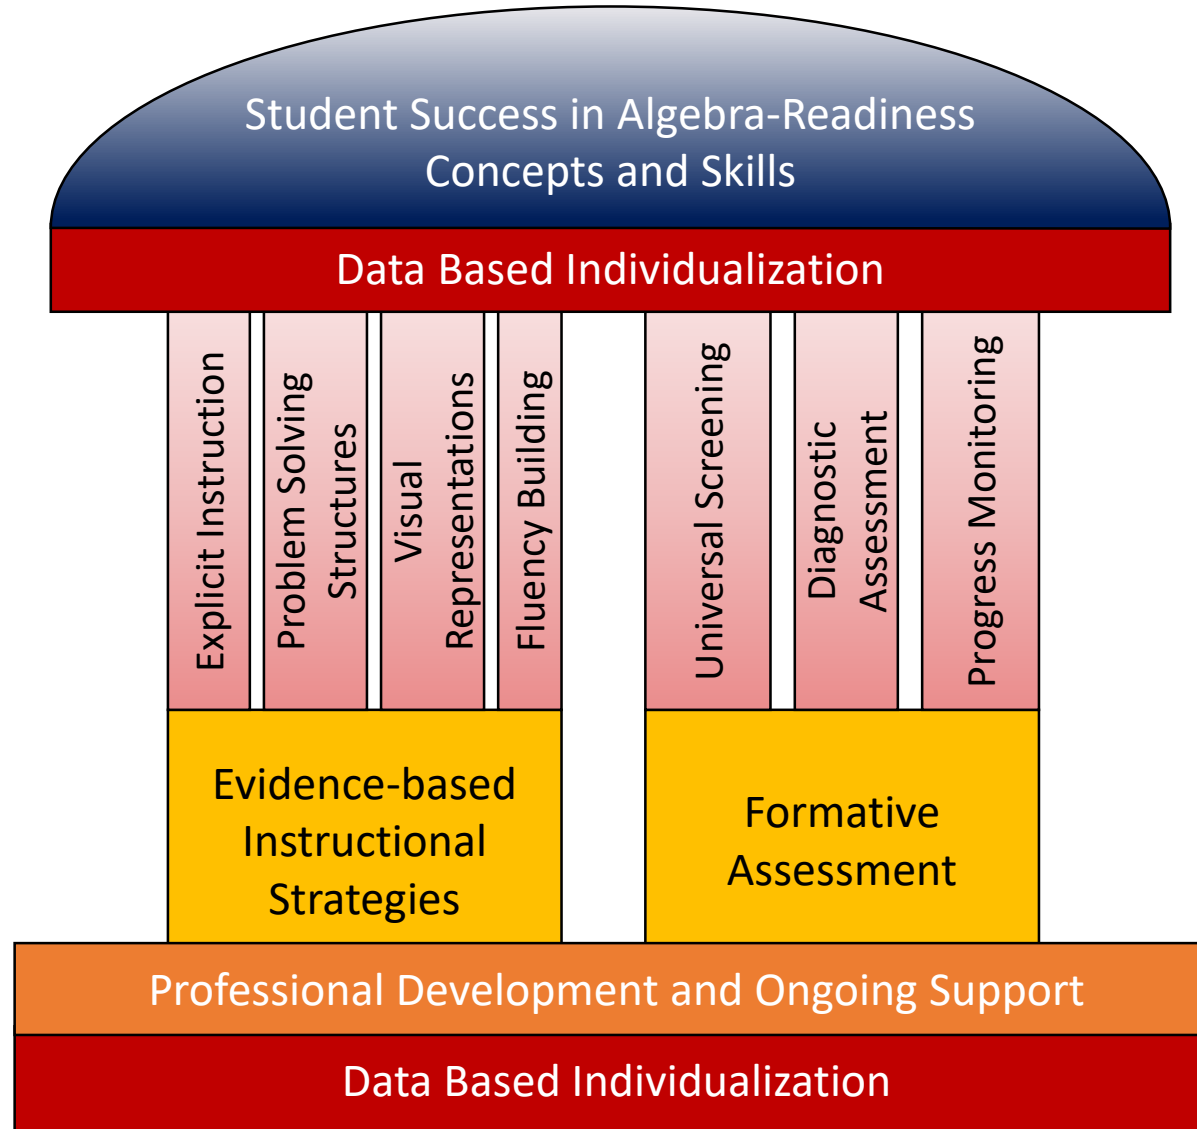 Student Success in Algebra-Readiness
Concepts and Skills
Data Based Individualization
Explicit Instruction
Problem Solving
Structures
Visual
Representations
Fluency Building
Universal Screening
Diagnostic
Assessment
Progress Monitoring
Evidence-based
Instructional
Strategies
Formative
Assessment
Professional Development and Ongoing Support
Data Based Individualization